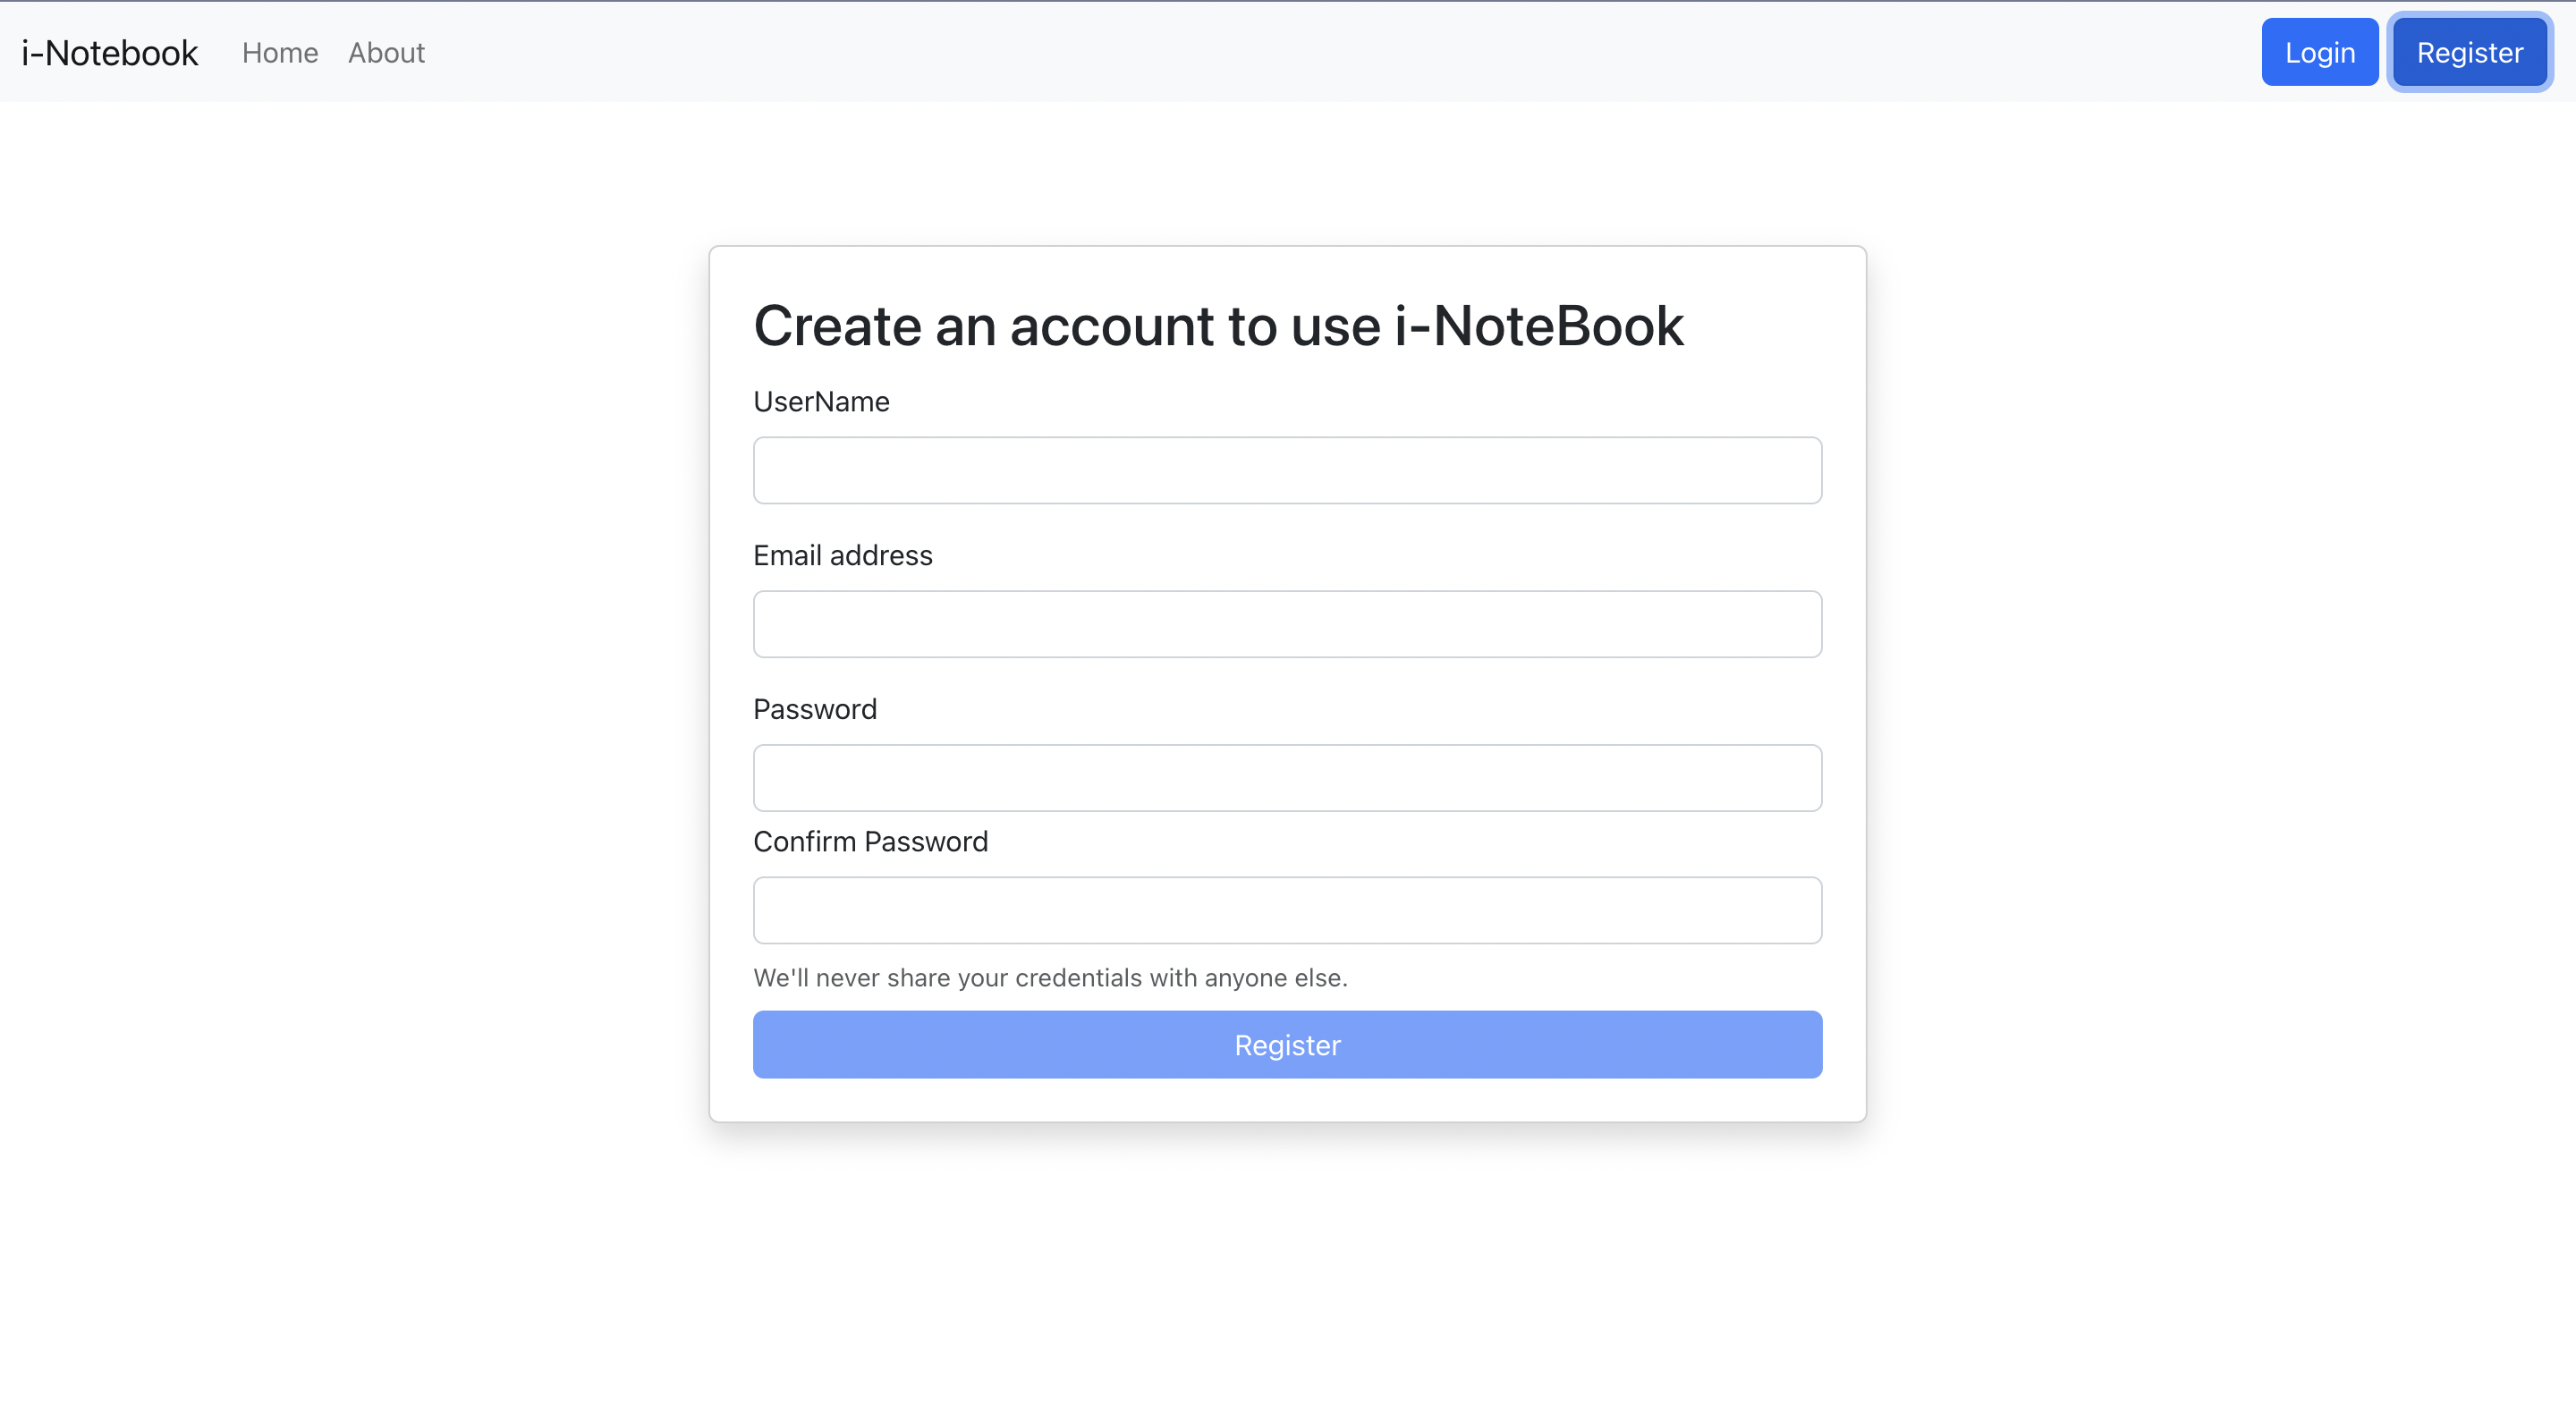 i-Notebook Home About Login Register
Create an account to use i-NoteBook
UserName
Email address
Password
Confirm Password
We'll never share your credentials with anyone else.
Register